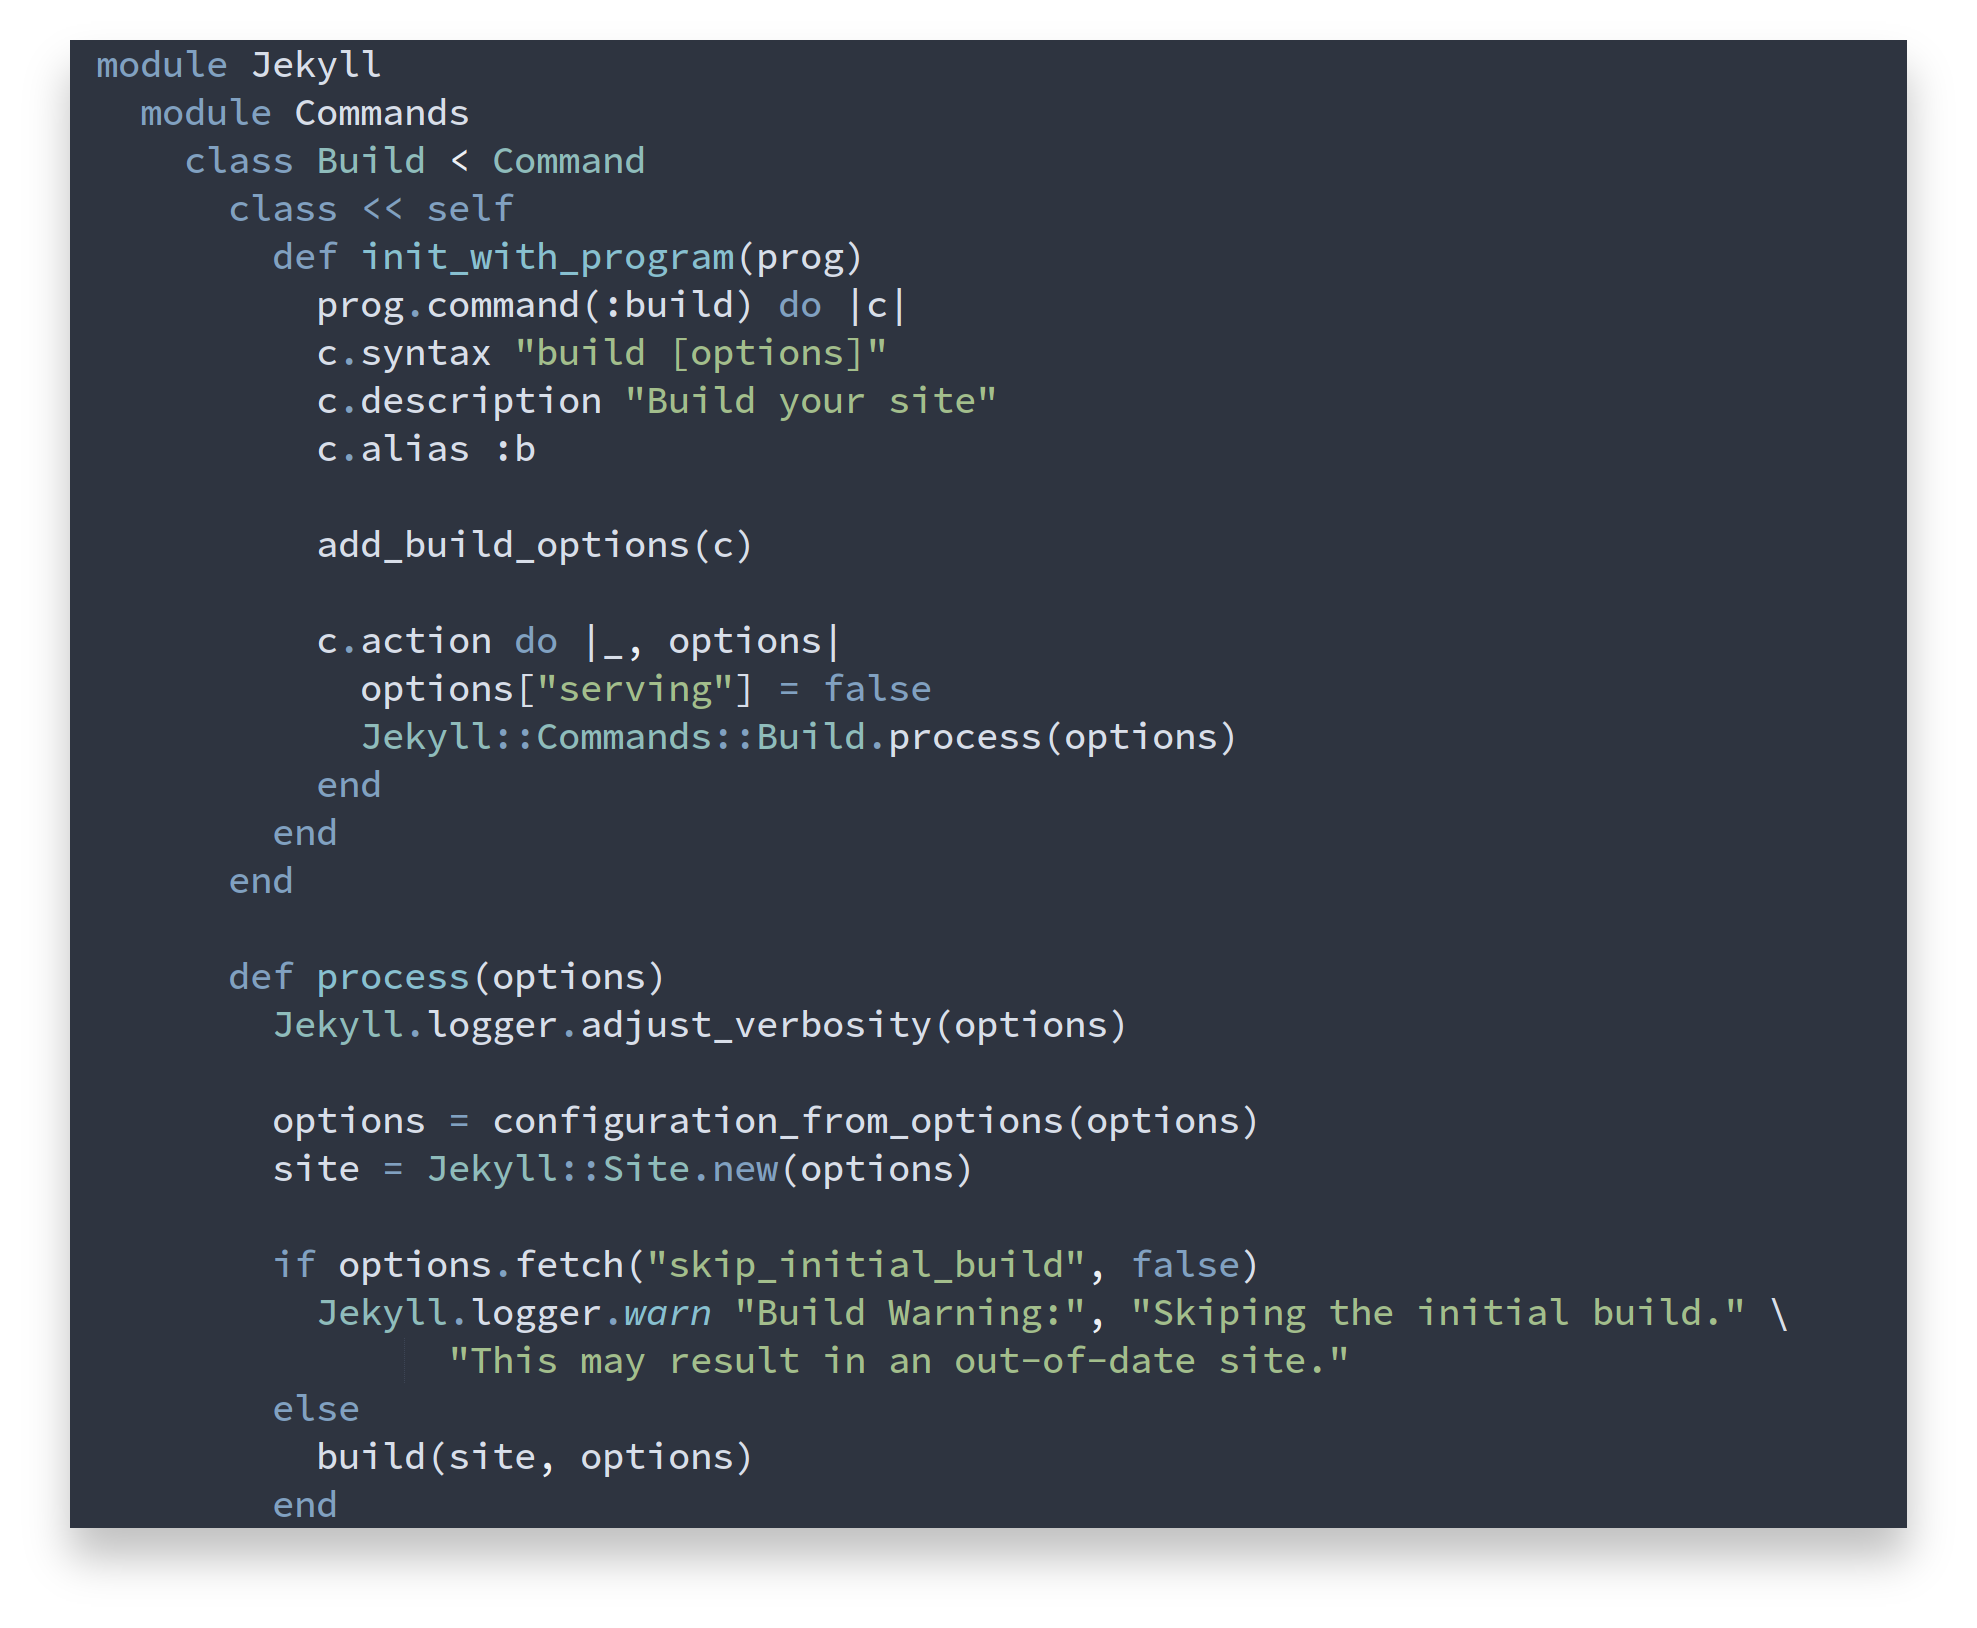 module Jekyll
  module Commands
    class Build < Command
      class << self
        def init_with_program(prog)
          prog.command(:build) do |c|
          c.syntax "build [options]"
          c.description "Build your site"
          c.alias :b

          add_build_options(c)

          c.action do |_, options|
            options["serving"] = false
            Jekyll::Commands::Build.process(options)
          end
        end
      end

      def process(options)
        Jekyll.logger.adjust_verbosity(options)

        options = configuration_from_options(options)
        site = Jekyll::Site.new(options)

        if options.fetch("skip_initial_build", false)
          Jekyll.logger.warn "Build Warning:", "Skiping the initial build." \
                "This may result in an out-of-date site."
        else
          build(site, options)
        end